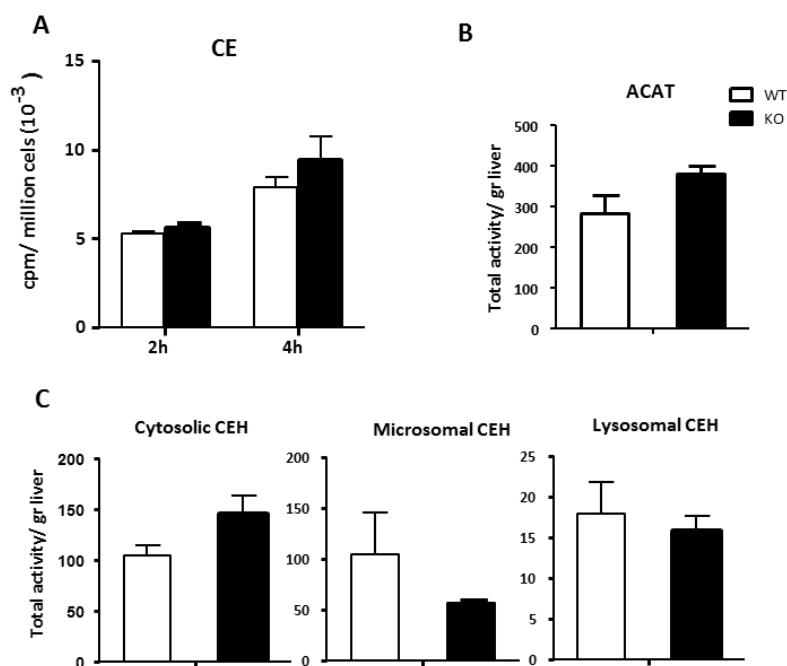 A
CE
cpm/ million cels (10⁻³ )
15
10
5
0
2h
4h
B
ACAT
WT
KO
Total activity/ gr liver
500
400
300
200
100
0
C
Cytosolic CEH
Total activity/ gr liver
200
150
100
50
0
Microsomal CEH
200
150
100
50
0
Lysosomal CEH
25
20
15
10
5
0